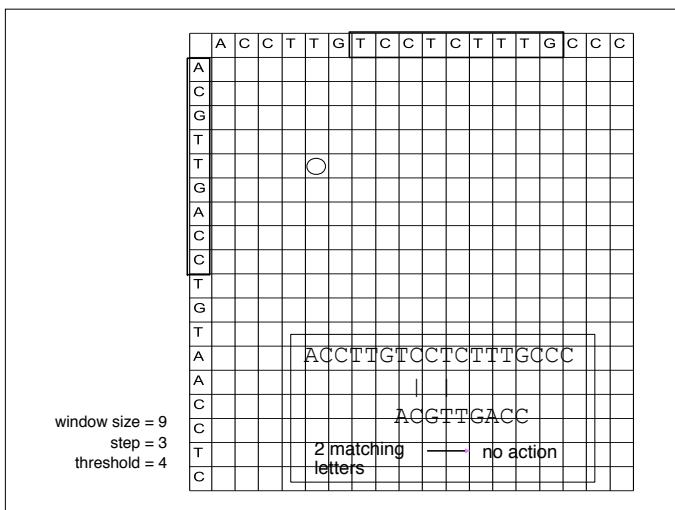 A C C T T G T C C T C T T T G C C C
A
C
G
T
T
G
A
C
C
T
G
T
A
A
C
C
T
C
ACCTTGTCCTCTTTGCCC
| |
ACGTTGACC
2 matching
letters
no action
window size = 9
step = 3
threshold = 4